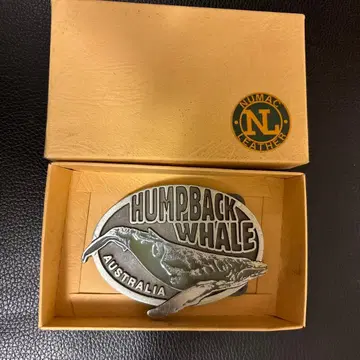 NUMAC
NL
LEATHER
HUMPBACK
WHALE
AUSTRALIA